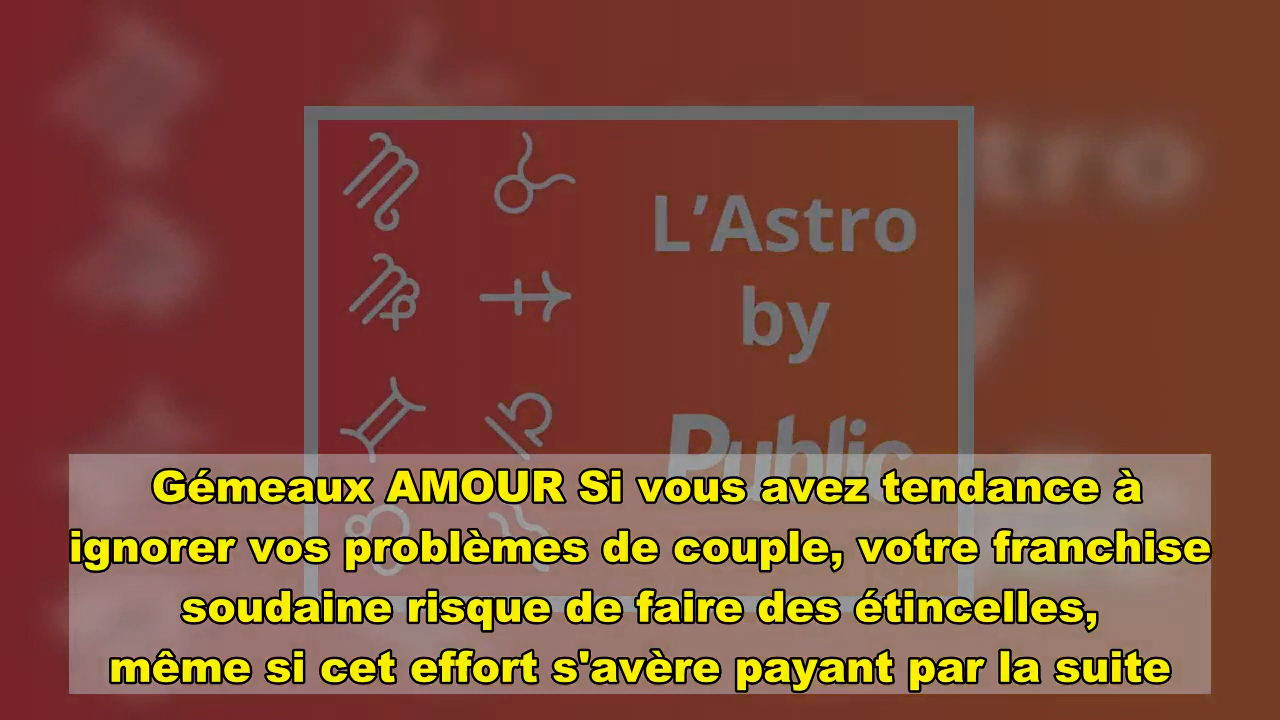 L’Astro
by
Public
Gémeaux AMOUR Si vous avez tendance à
ignorer vos problèmes de couple, votre franchise
soudaine risque de faire des étincelles,
même si cet effort s'avère payant par la suite